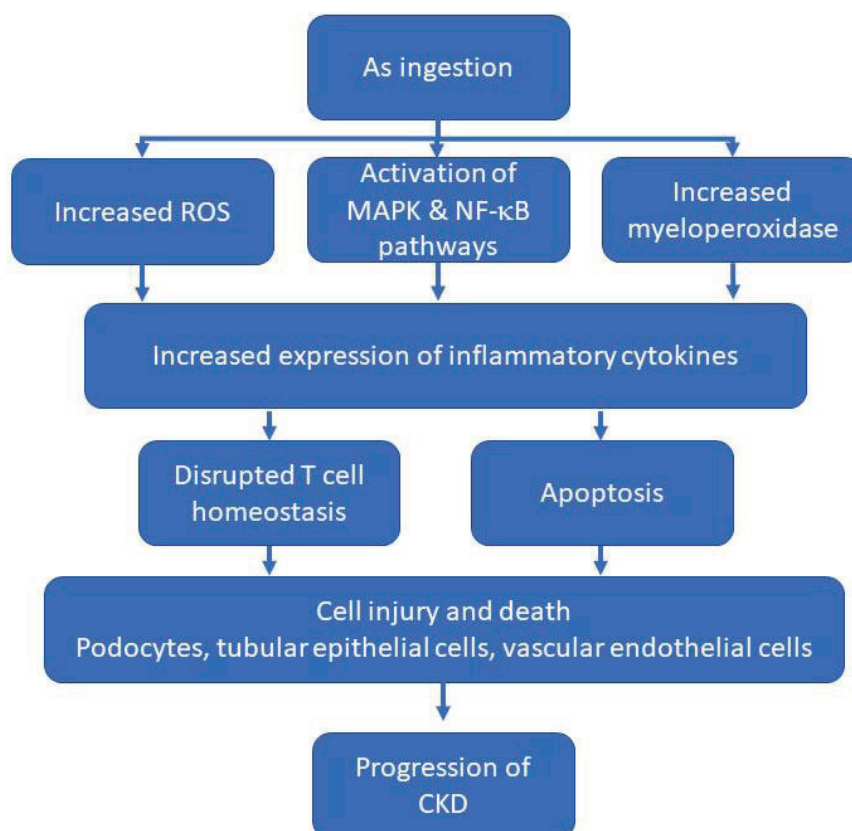 As ingestion
Increased ROS
Activation of
MAPK & NF-κB
pathways
Increased
myeloperoxidase
Increased expression of inflammatory cytokines
Disrupted T cell
homeostasis
Apoptosis
Cell injury and death
Podocytes, tubular epithelial cells, vascular endothelial cells
Progression of
CKD